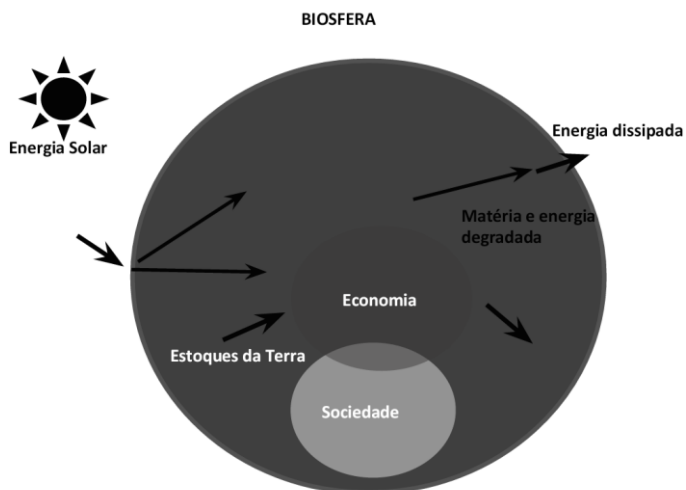 BIOSFERA
Energia Solar
Energia dissipada
Matéria e energia
degradada
Economia
Estoques da Terra
Sociedade